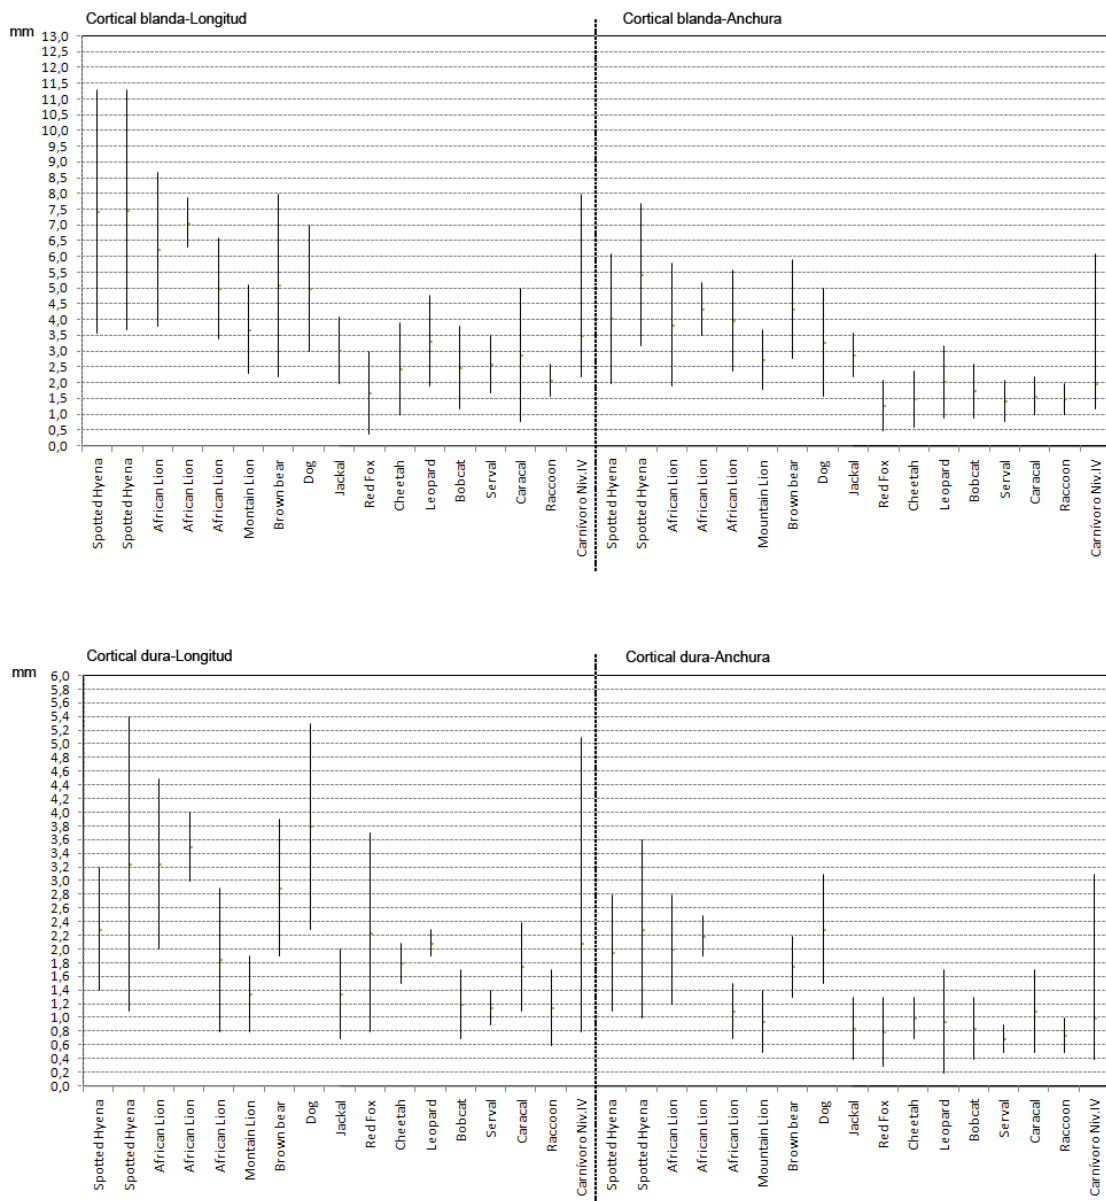 Cortical blanda-Longitud
Cortical blanda-Anchura
mm
13,0
12,5
12,0
11,5
11,0
10,5
10,0
9,5
9,0
8,5
8,0
7,5
7,0
6,5
6,0
5,5
5,0
4,5
4,0
3,5
3,0
2,5
2,0
1,5
1,0
0,5
0,0
Spotted Hyena
Spotted Hyena
African Lion
African Lion
African Lion
Montain Lion
Brown bear
Dog
Jackal
Red Fox
Cheetah
Leopard
Bobcat
Serval
Caracal
Raccoon
Carnívoro Niv.IV
Spotted Hyena
Spotted Hyena
African Lion
African Lion
African Lion
Mountain Lion
Brown bear
Dog
Jackal
Red Fox
Cheetah
Leopard
Bobcat
Serval
Caracal
Raccoon
Carnívoro Niv.IV
Cortical dura-Longitud
Cortical dura-Anchura
mm
6,0
5,8
5,6
5,4
5,2
5,0
4,8
4,6
4,4
4,2
4,0
3,8
3,6
3,4
3,2
3,0
2,8
2,6
2,4
2,2
2,0
1,8
1,6
1,4
1,2
1,0
0,8
0,6
0,4
0,2
0,0
Spotted Hyena
Spotted Hyena
African Lion
African Lion
African Lion
Montain Lion
Brown bear
Dog
Jackal
Red Fox
Cheetah
Leopard
Bobcat
Serval
Caracal
Raccoon
Carnívoro Niv.IV
Spotted Hyena
Spotted Hyena
African Lion
African Lion
African Lion
Mountain Lion
Brown bear
Dog
Jackal
Red Fox
Cheetah
Leopard
Bobcat
Serval
Caracal
Raccoon
Carnívoro Niv.IV